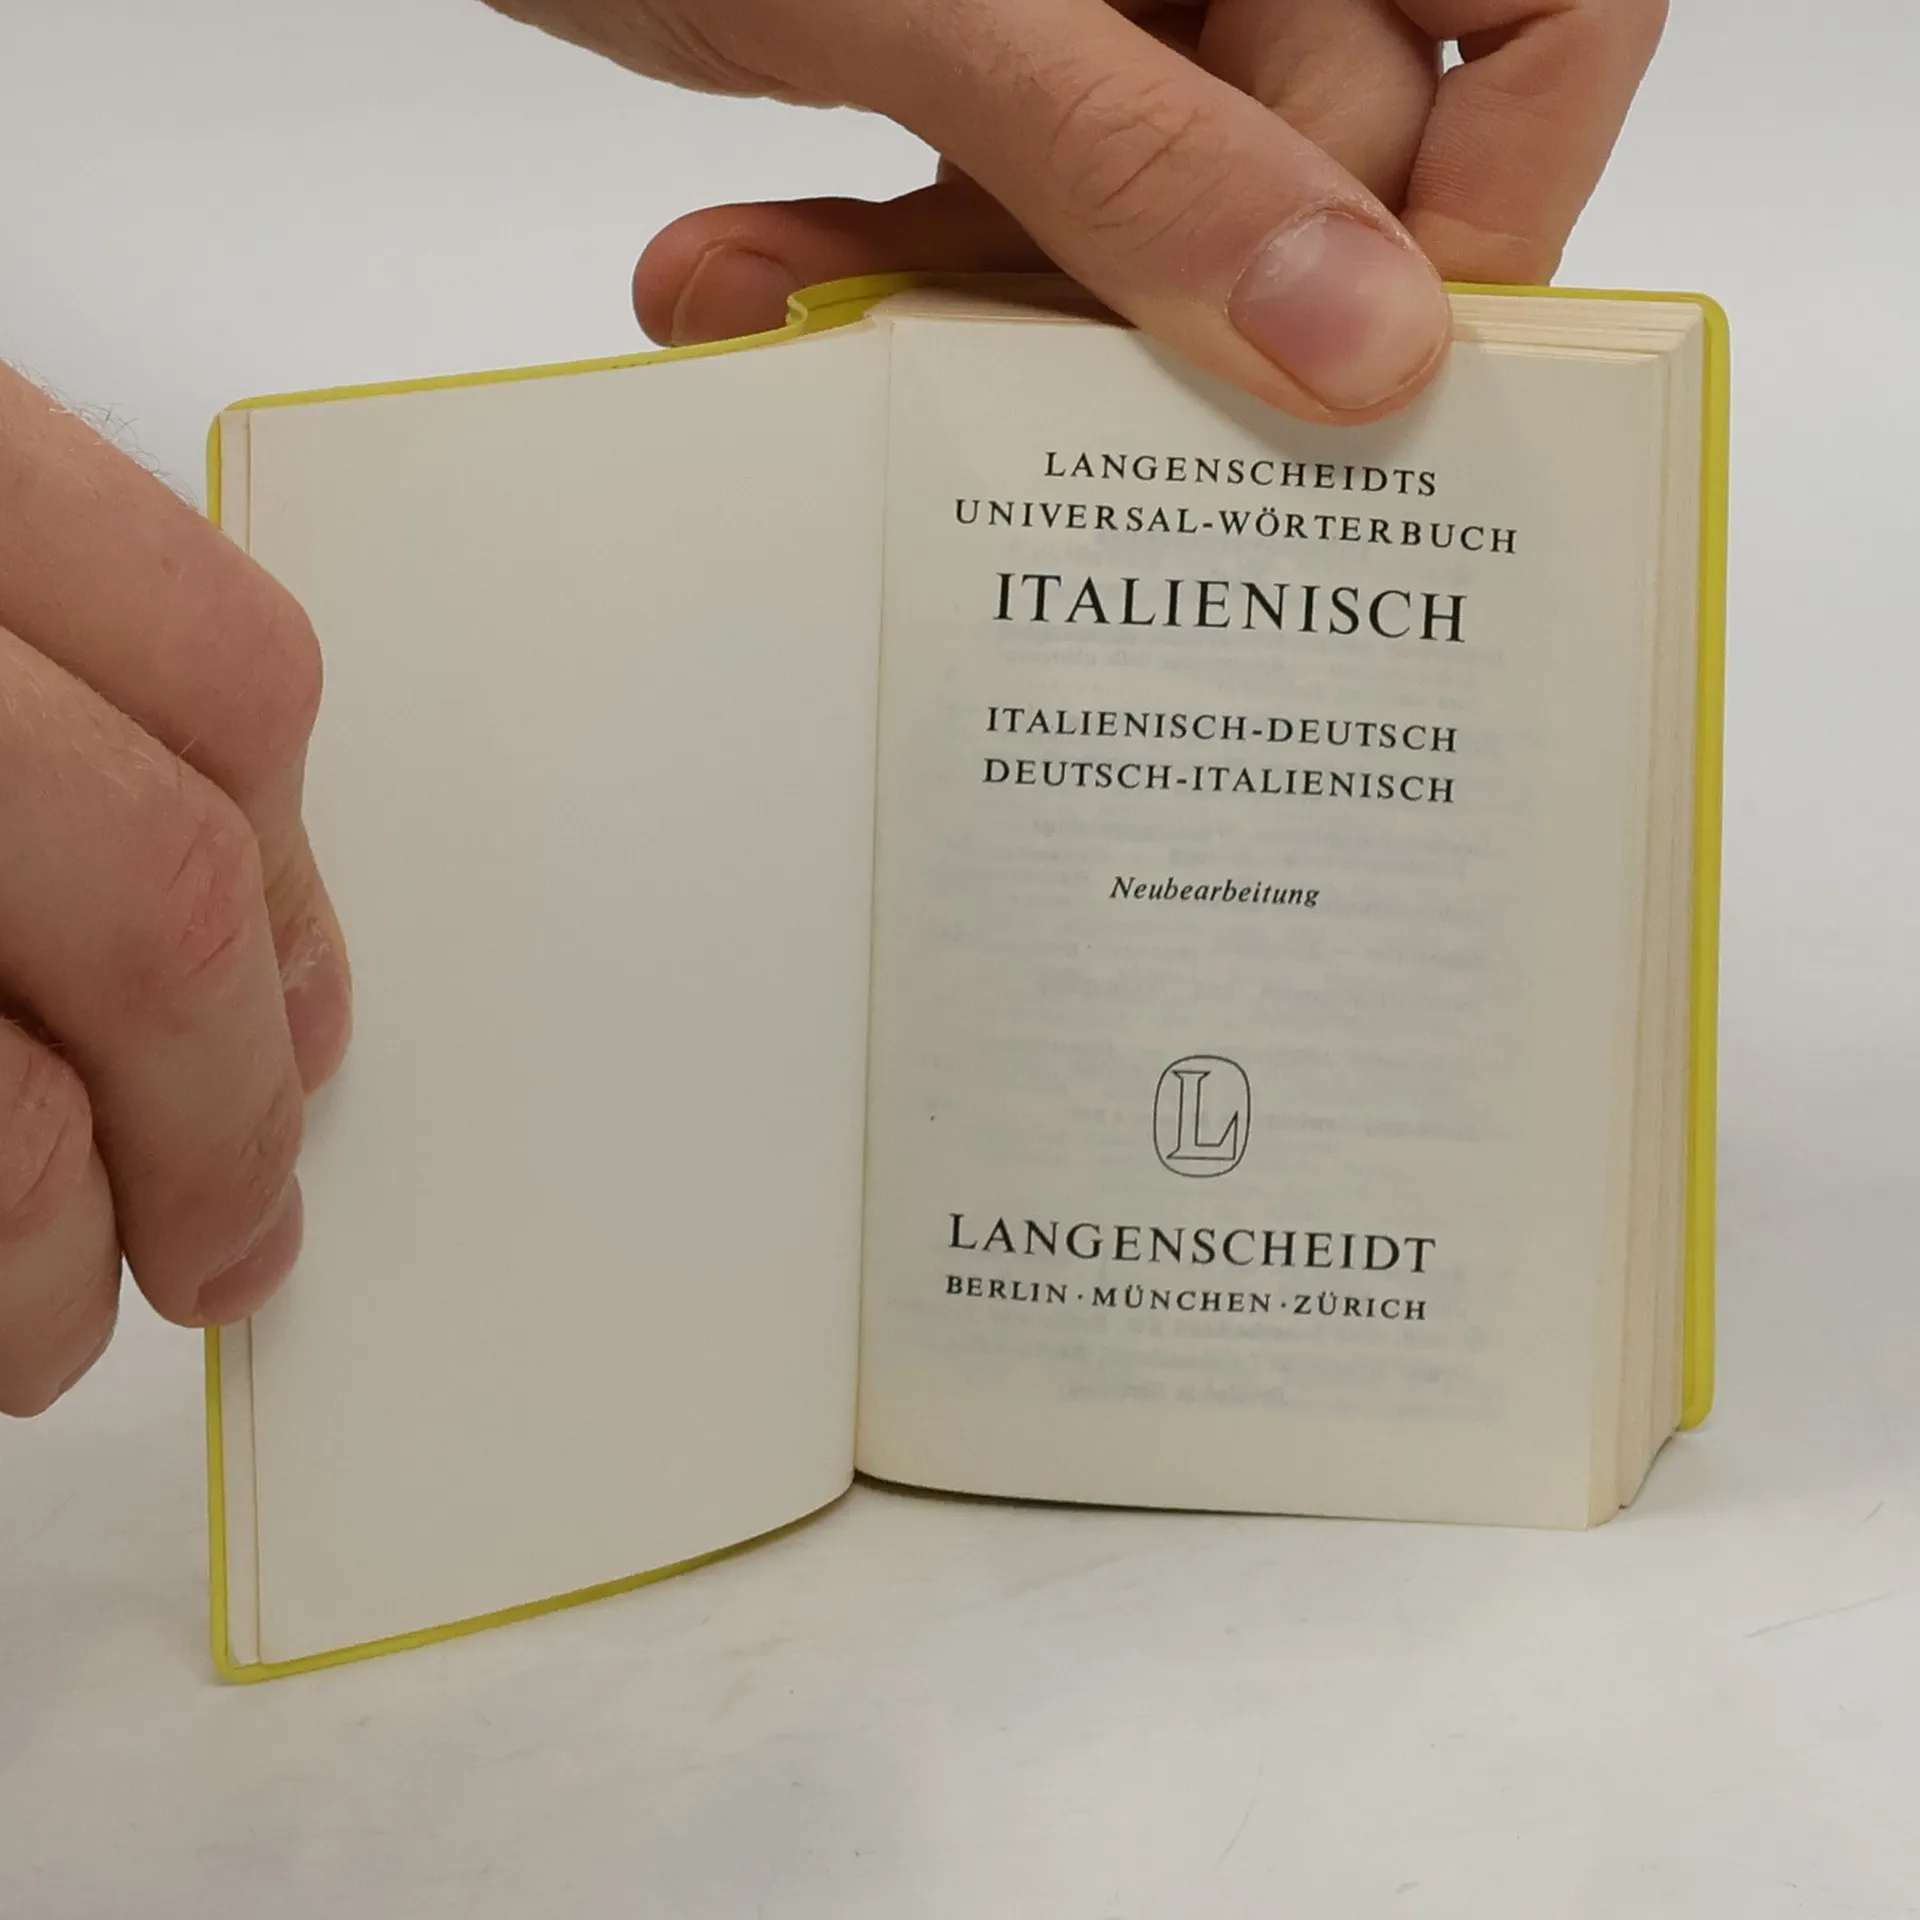 LANGENSCHEIDTS
UNIVERSAL-WÖRTERBUCH
ITALIENISCH
ITALIENISCH-DEUTSCH
DEUTSCH-ITALIENISCH
Neubearbeitung
L
LANGENSCHEIDT
BERLIN · MÜNCHEN · ZÜRICH